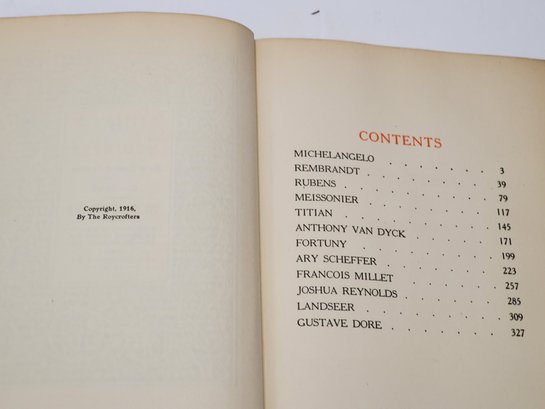 Copyright, 1916,
By The Roycrofters
CONTENTS
MICHELANGELO . . . . 3
REMBRANDT . . . . 39
RUBENS . . . . 79
MEISSONIER . . . . 117
TITIAN . . . . 145
ANTHONY VAN DYCK . . . . 171
FORTUNY . . . . 199
ARY SCHEFFER . . . . 223
FRANCOIS MILLET . . . . 257
JOSHUA REYNOLDS . . . . 285
LANDSEER . . . . 309
GUSTAVE DORE . . . . 327